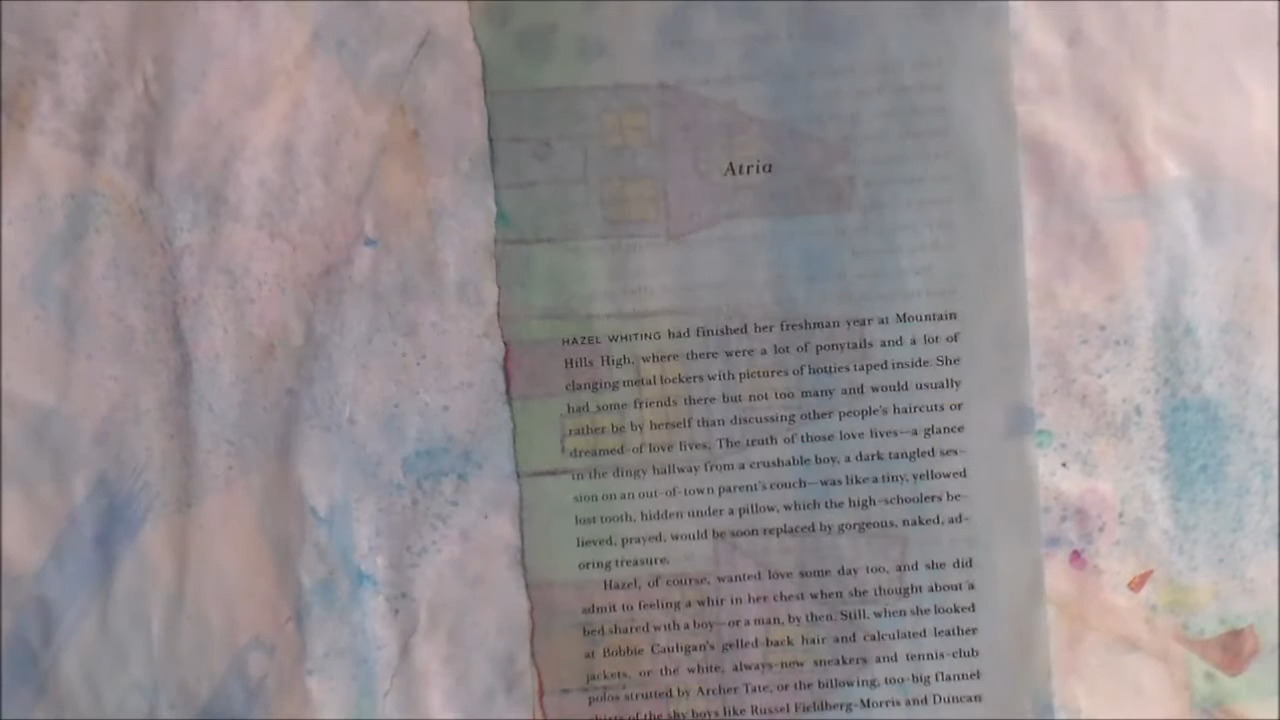 Atria
HAZEL WHITING had finished her freshman year at Mountain
Hills High, where there were a lot of ponytails and a lot of
clanging metal lockers with pictures of hotties taped inside. She
had some friends there but not too many and would usually
rather be by herself than discussing other people's haircuts or
dreamed-of love lives. The truth of those love lives—a glance
in the dingy hallway from a crushable boy, a dark tangled ses-
sion on an out-of-town parent's couch—was like a tiny, yellowed
lost tooth, hidden under a pillow, which the high-schoolers be-
lieved, prayed, would be soon replaced by gorgeous, naked, ad-
oring treasure.
Hazel, of course, wanted love some day too, and she did
admit to feeling a whir in her chest when she thought about a
bed shared with a boy—or a man, by then. Still, when she looked
at Bobbie Cauligan's gelled-back hair and calculated leather
jackets, or the white, always-new sneakers and tennis-club
polos strutted by Archer Tate, or the billowing, too-big flannel
shirts of the shy boys like Russel Fieldberg-Morris and Duncan